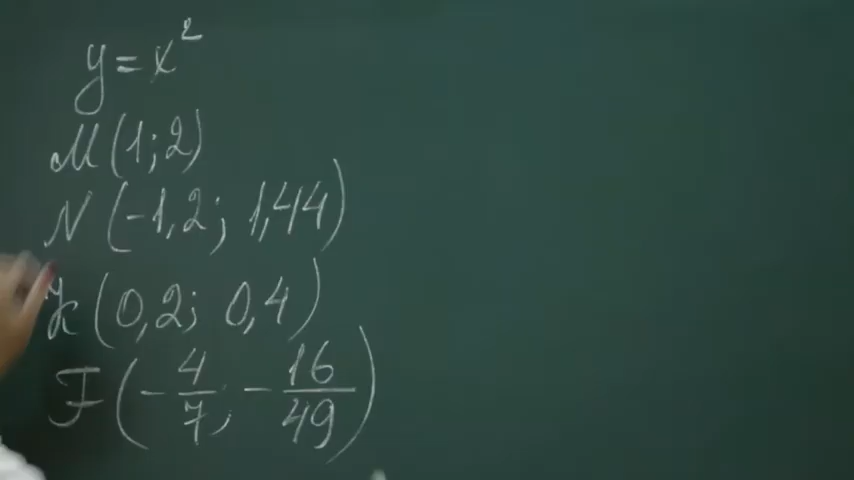 y = x²
M (1; 2)
N (-1,2; 1,44)
K (0,2; 0,4)
F (-4/7; -16/49)